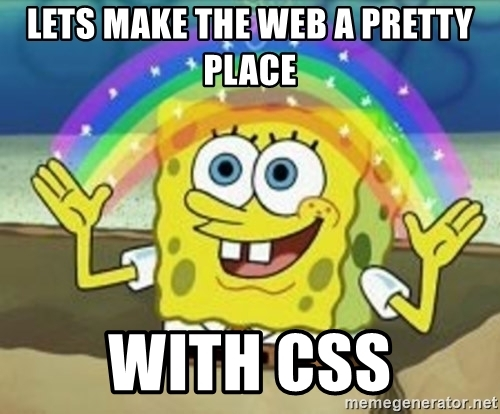 LETS MAKE THE WEB A PRETTY
PLACE
WITH CSS
memegenerator.net